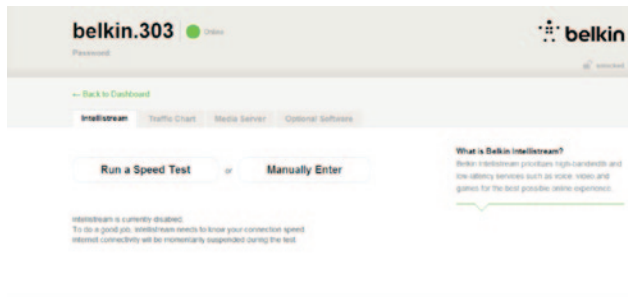 belkin.303
Online
belkin
Password
unlocked
← Back to Dashboard
Intellistream
Traffic Chart
Media Server
Optional Software
Run a Speed Test
or
Manually Enter
What is Belkin Intellistream?
Belkin Intellistream prioritizes high-bandwidth and
low-latency services such as voice, video and
games for the best possible online experience.
Intellistream is currently disabled.
To do a good job, Intellistream needs to know your connection speed.
Internet connectivity will be momentarily suspended during the test.